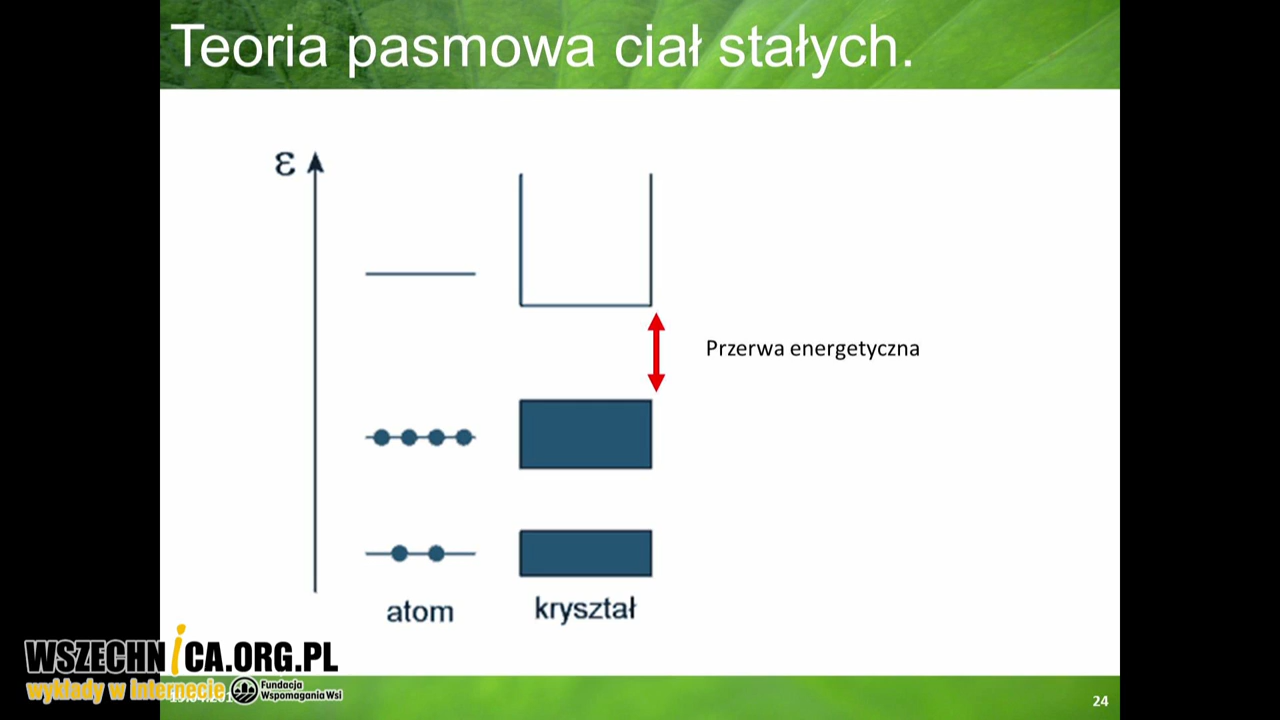 Teoria pasmowa ciał stałych.
ε
Przerwa energetyczna
atom
kryształ
WSZECHNiCA.ORG.PL
wykłady w internecie
Fundacja
Wspomagania Wsi
24